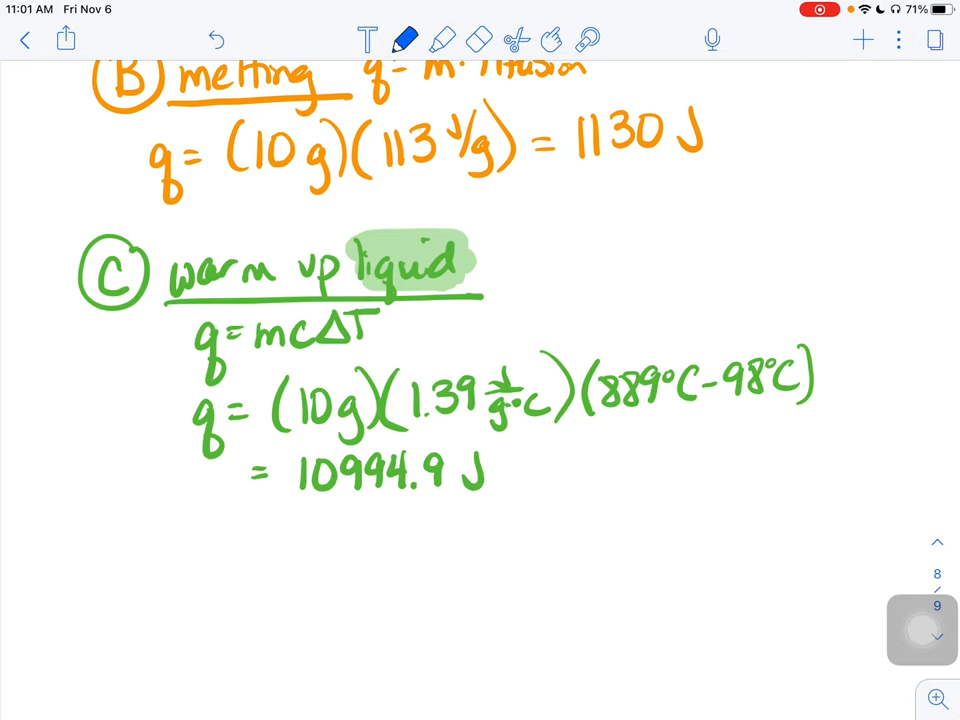 11:01 AM Fri Nov 6
71%
T
B melting q= m·Hfusion
q= (10 g)(113 J/g) = 1130 J
C warm up liquid
q= mcΔT
q= (10g)(1.39 J/g·°C)(889°C-98°C)
= 10994.9 J
8
/
9